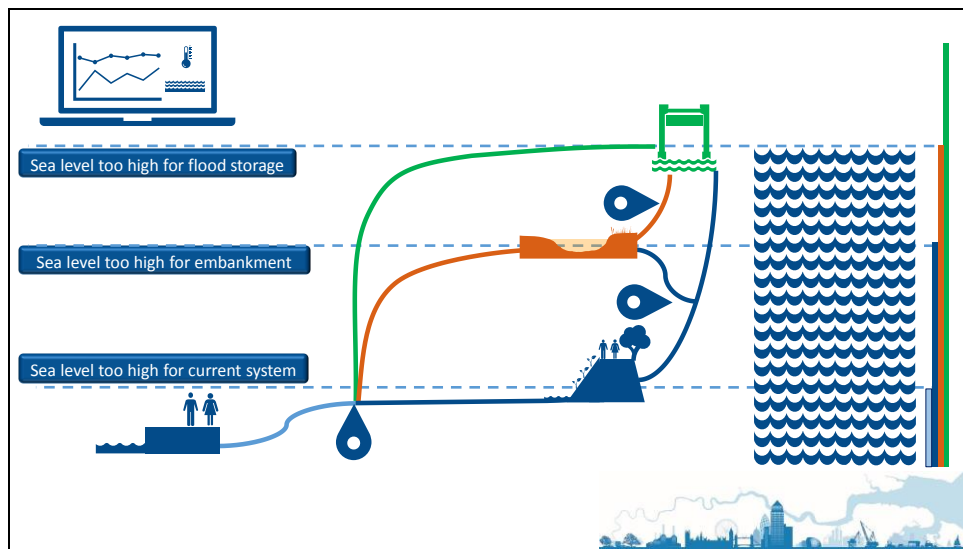 Sea level too high for flood storage
Sea level too high for embankment
Sea level too high for current system